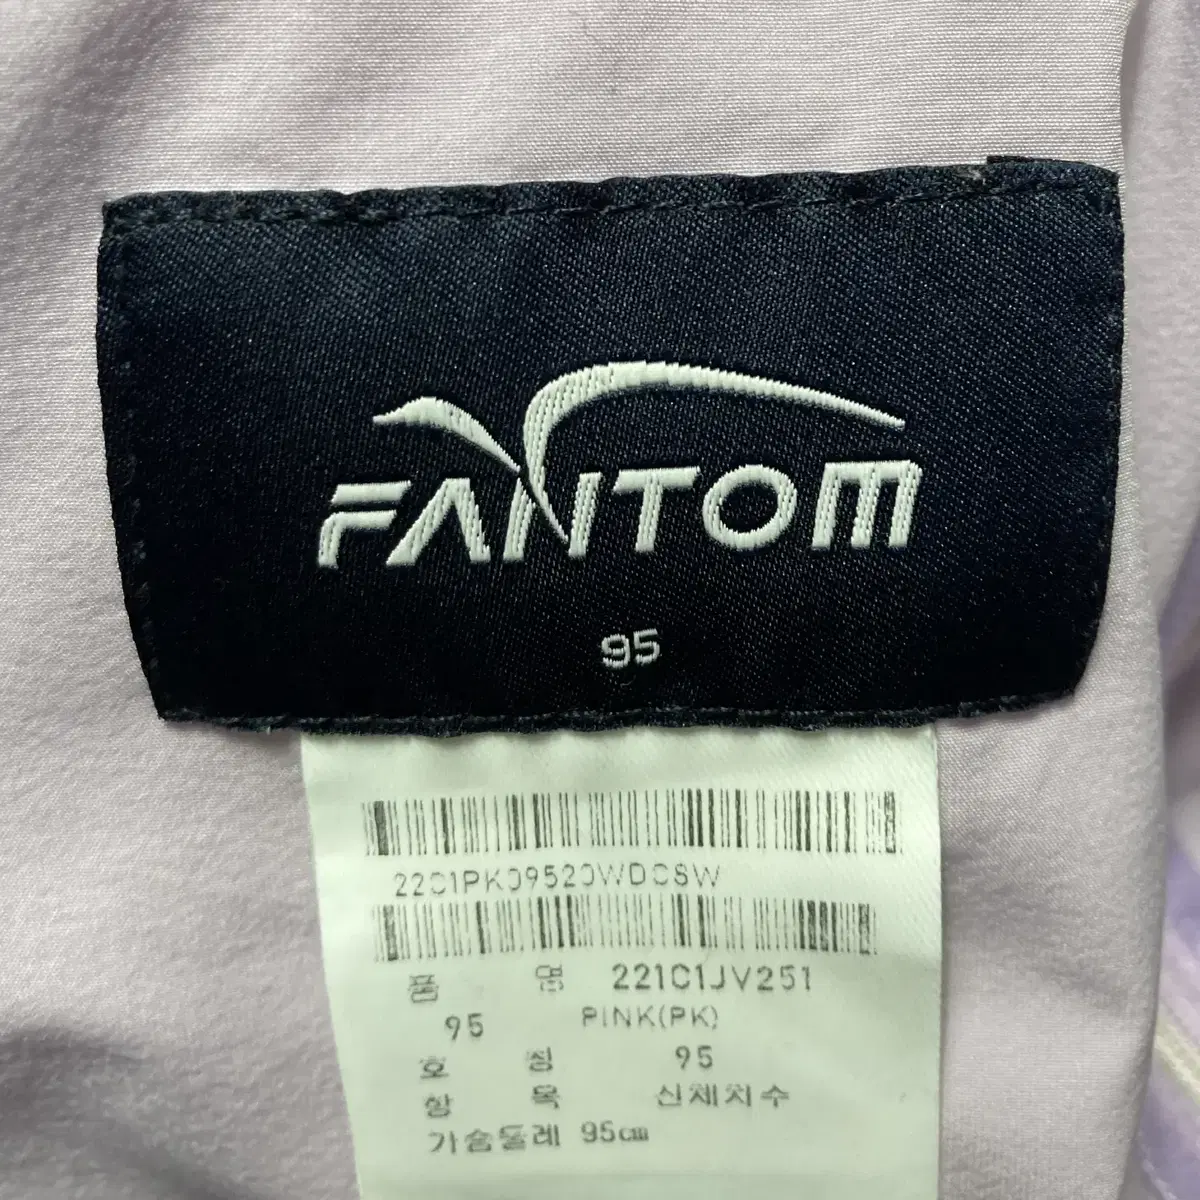 FANTOM
95
22C1PK09520WDCSW
품 명 221C1JV251
95 PINK(PK)
호 칭 95
항 목 신체치수
가슴둘레 95cm